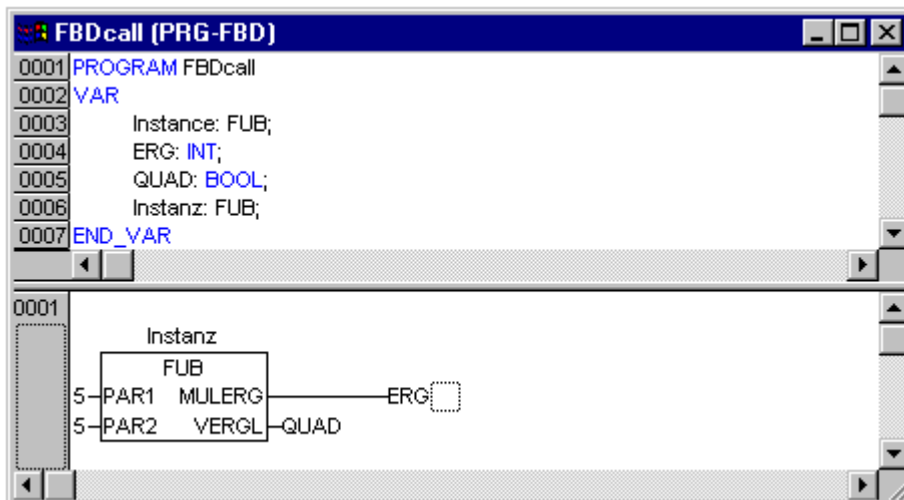 FBDcall (PRG-FBD)
0001 PROGRAM FBDcall
0002 VAR
0003 Instance: FUB;
0004 ERG: INT;
0005 QUAD: BOOL;
0006 Instanz: FUB;
0007 END_VAR
0001
Instanz
FUB
5 PAR1 MULERG ERG
5 PAR2 VERGL QUAD